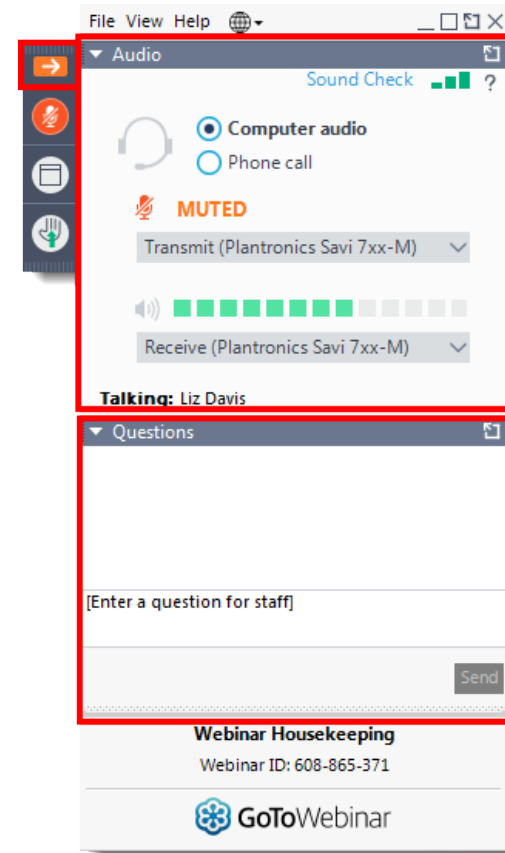 File View Help
Audio
Sound Check ?
Computer audio
Phone call
MUTED
Transmit (Plantronics Savi 7xx-M)
Receive (Plantronics Savi 7xx-M)
Talking: Liz Davis
Questions
[Enter a question for staff]
Send
Webinar Housekeeping
Webinar ID: 608-865-371
GoToWebinar